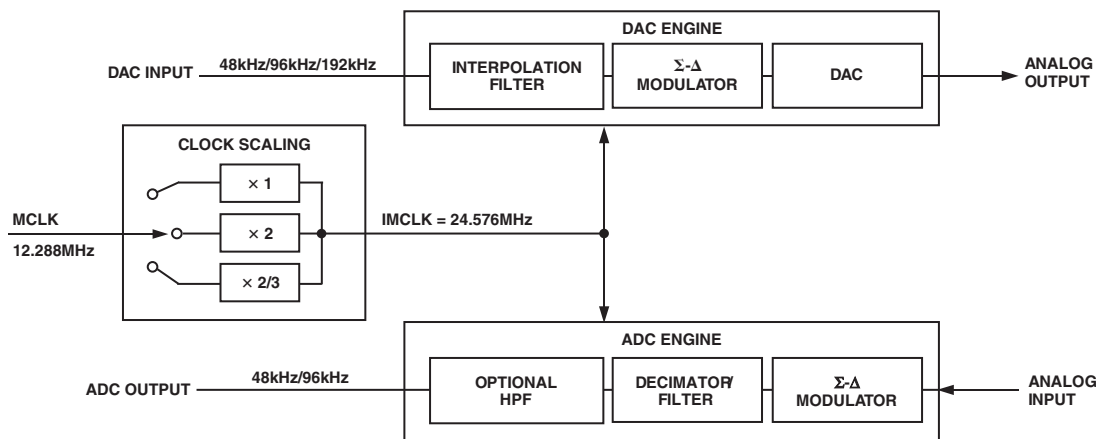 DAC ENGINE
DAC INPUT
48kHz/96kHz/192kHz
INTERPOLATION
FILTER
Σ-Δ
MODULATOR
DAC
ANALOG
OUTPUT
CLOCK SCALING
× 1
MCLK
12.288MHz
× 2
IMCLK = 24.576MHz
× 2/3
ADC ENGINE
ADC OUTPUT
48kHz/96kHz
OPTIONAL
HPF
DECIMATOR/
FILTER
Σ-Δ
MODULATOR
ANALOG
INPUT